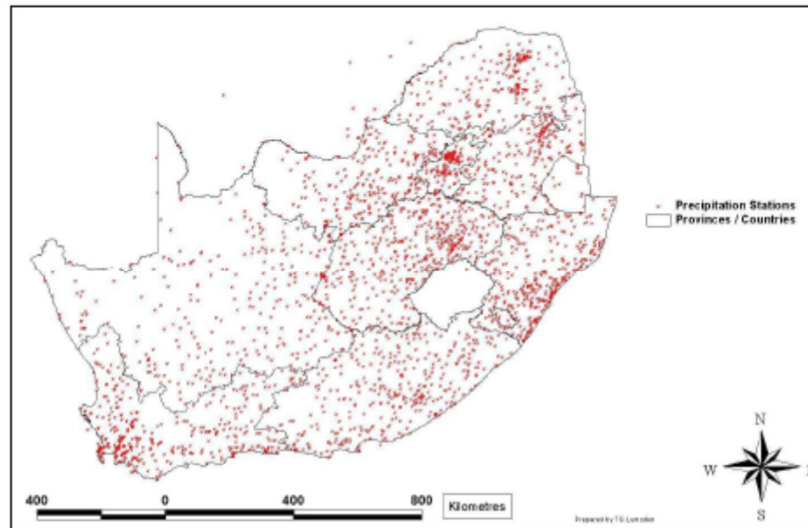 Precipitation Stations
Provinces / Countries
N
W
S
400 0 400 800
Kilometres